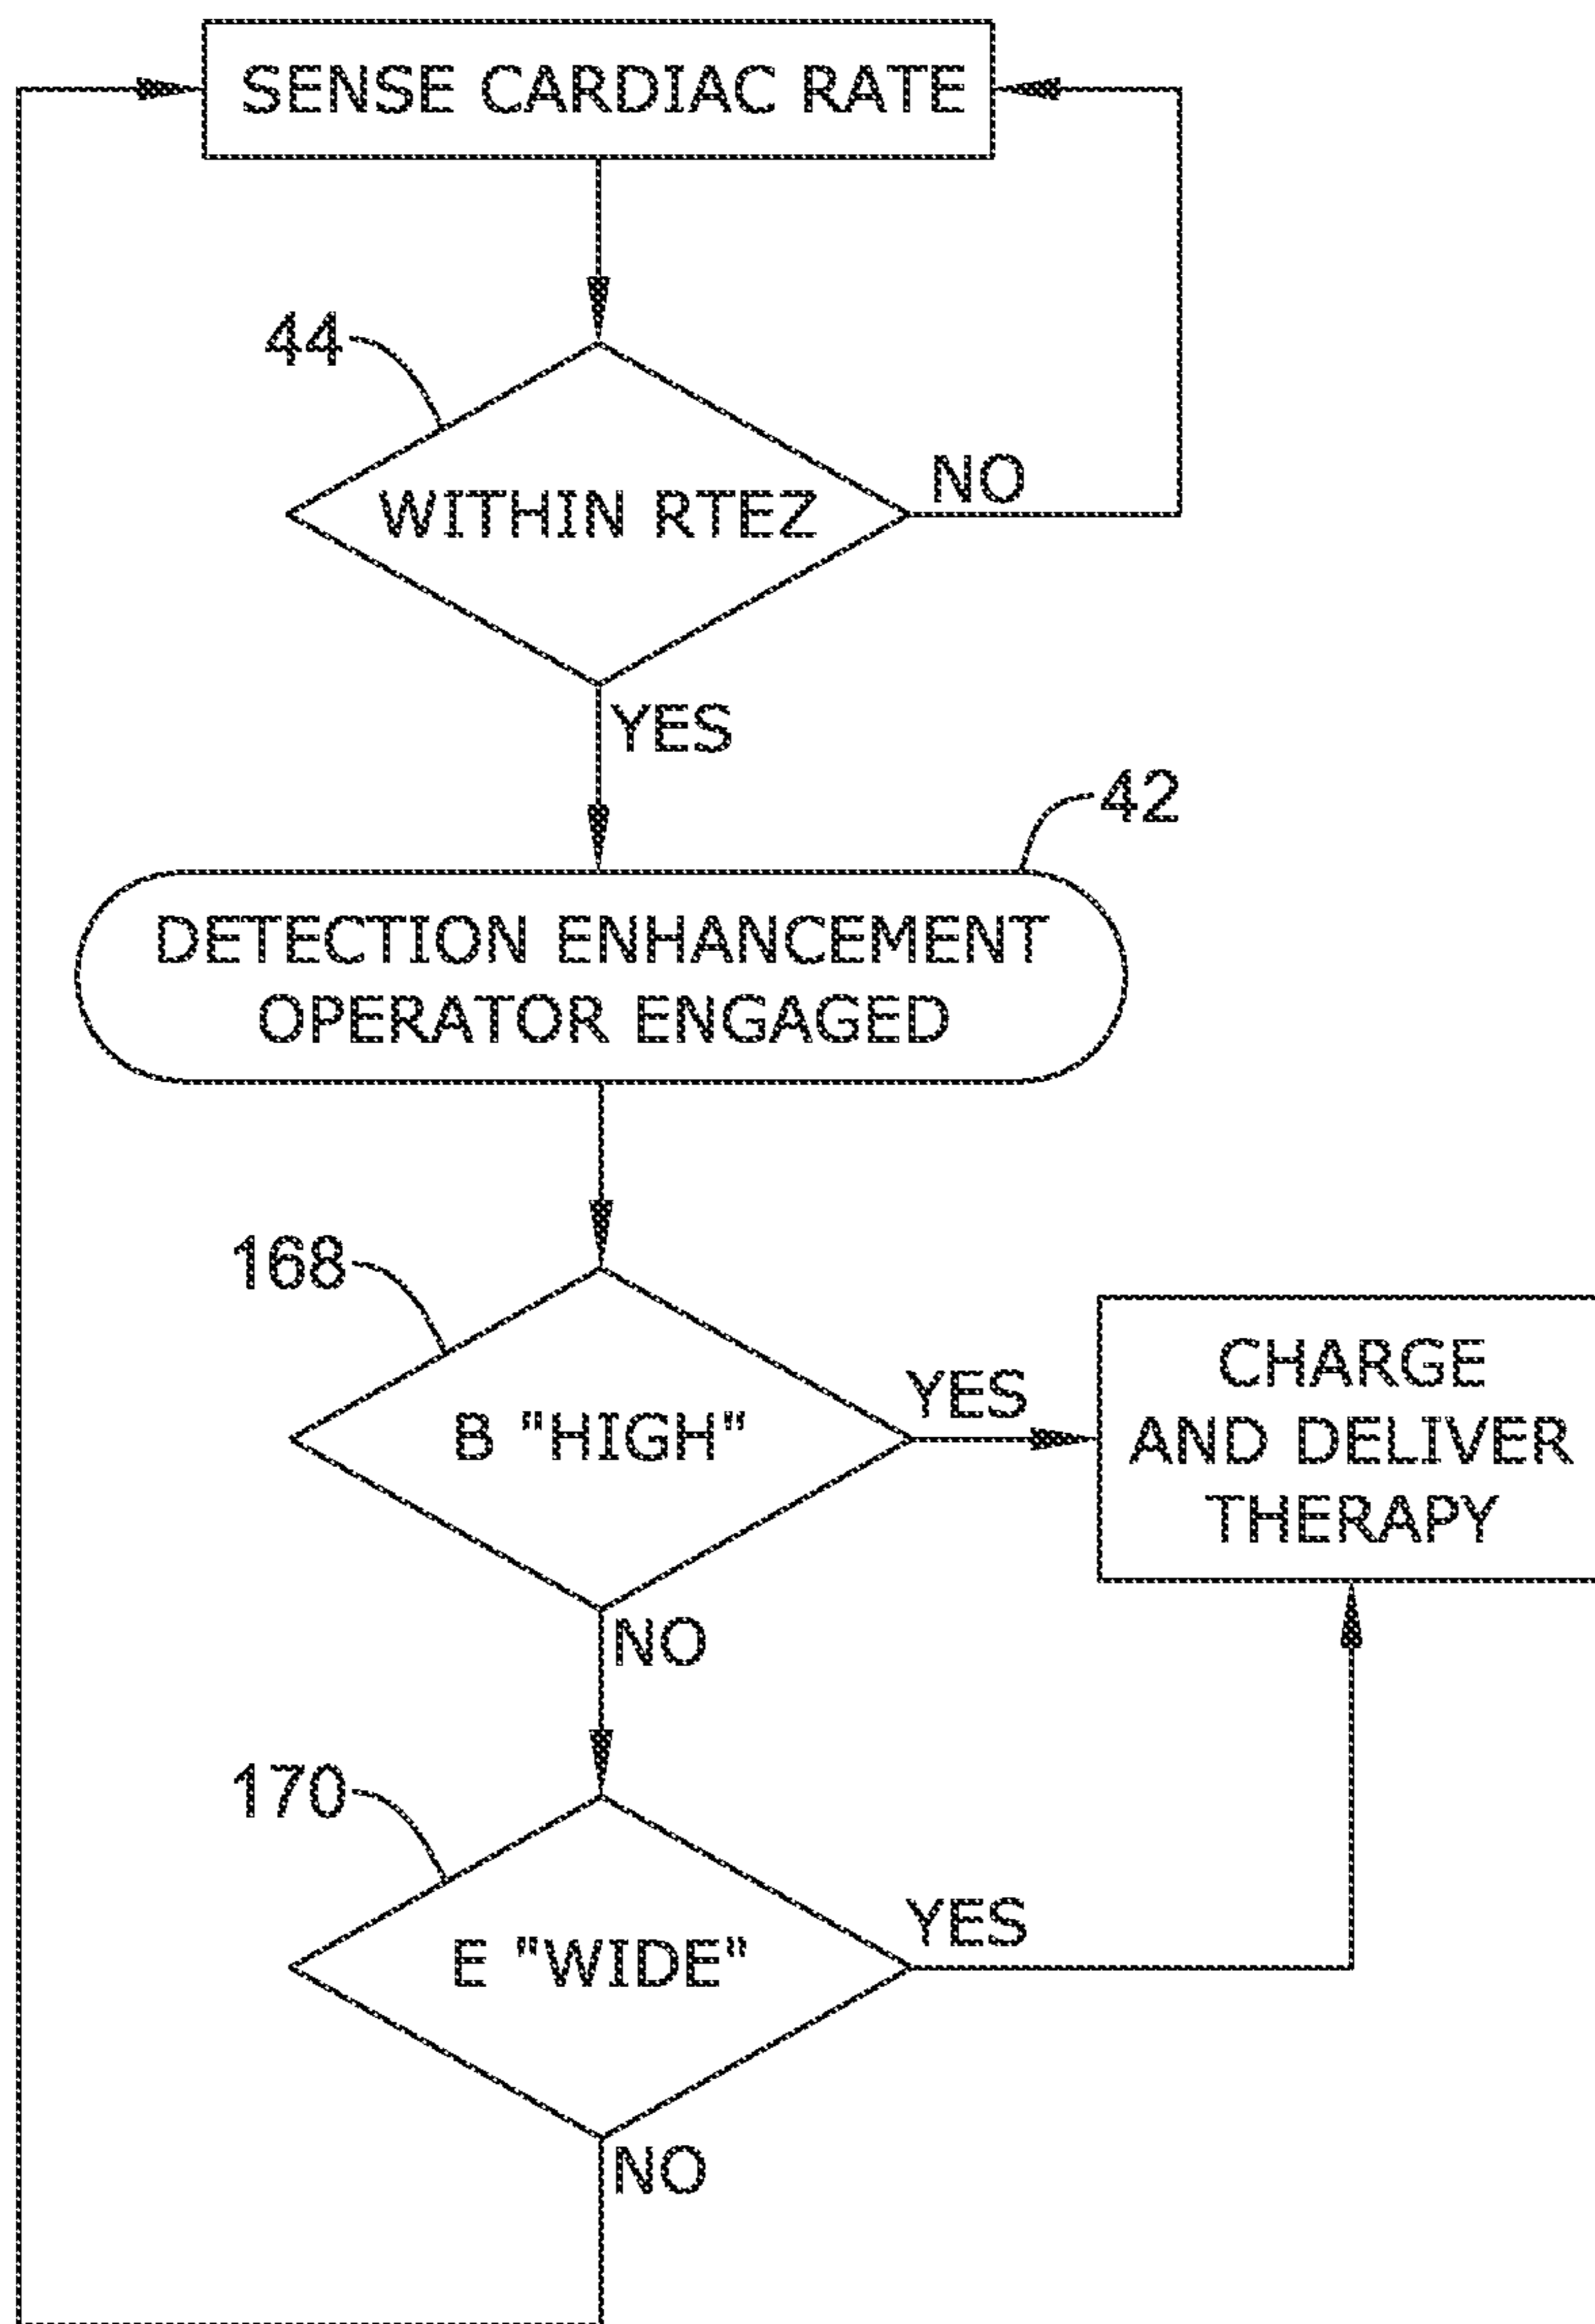 SENSE CARDIAC RATE
44
WITHIN RTEZ
NO
YES
42
DETECTION ENHANCEMENT
OPERATOR ENGAGED
168
B "HIGH"
YES
CHARGE
AND DELIVER
THERAPY
NO
170
E "WIDE"
YES
NO